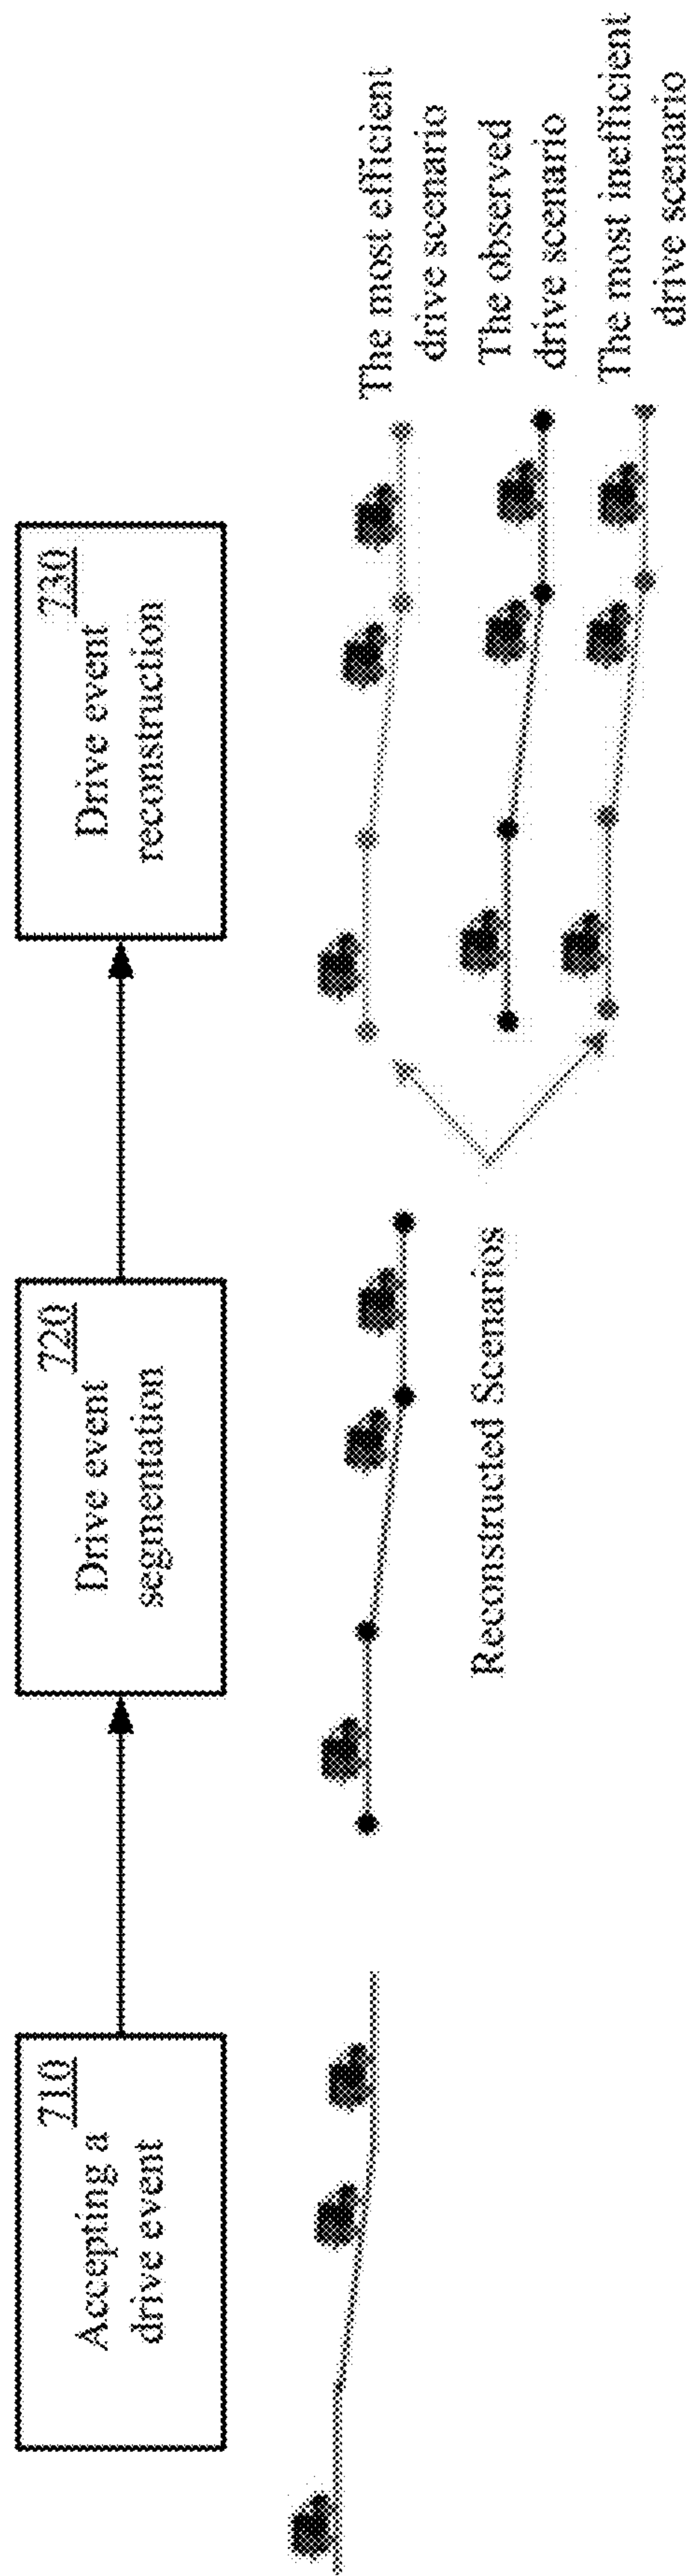 710
Accepting a
drive event
720
Drive event
segmentation
730
Drive event
reconstruction
Reconstructed Scenarios
The most efficient
drive scenario
The observed
drive scenario
The most inefficient
drive scenario